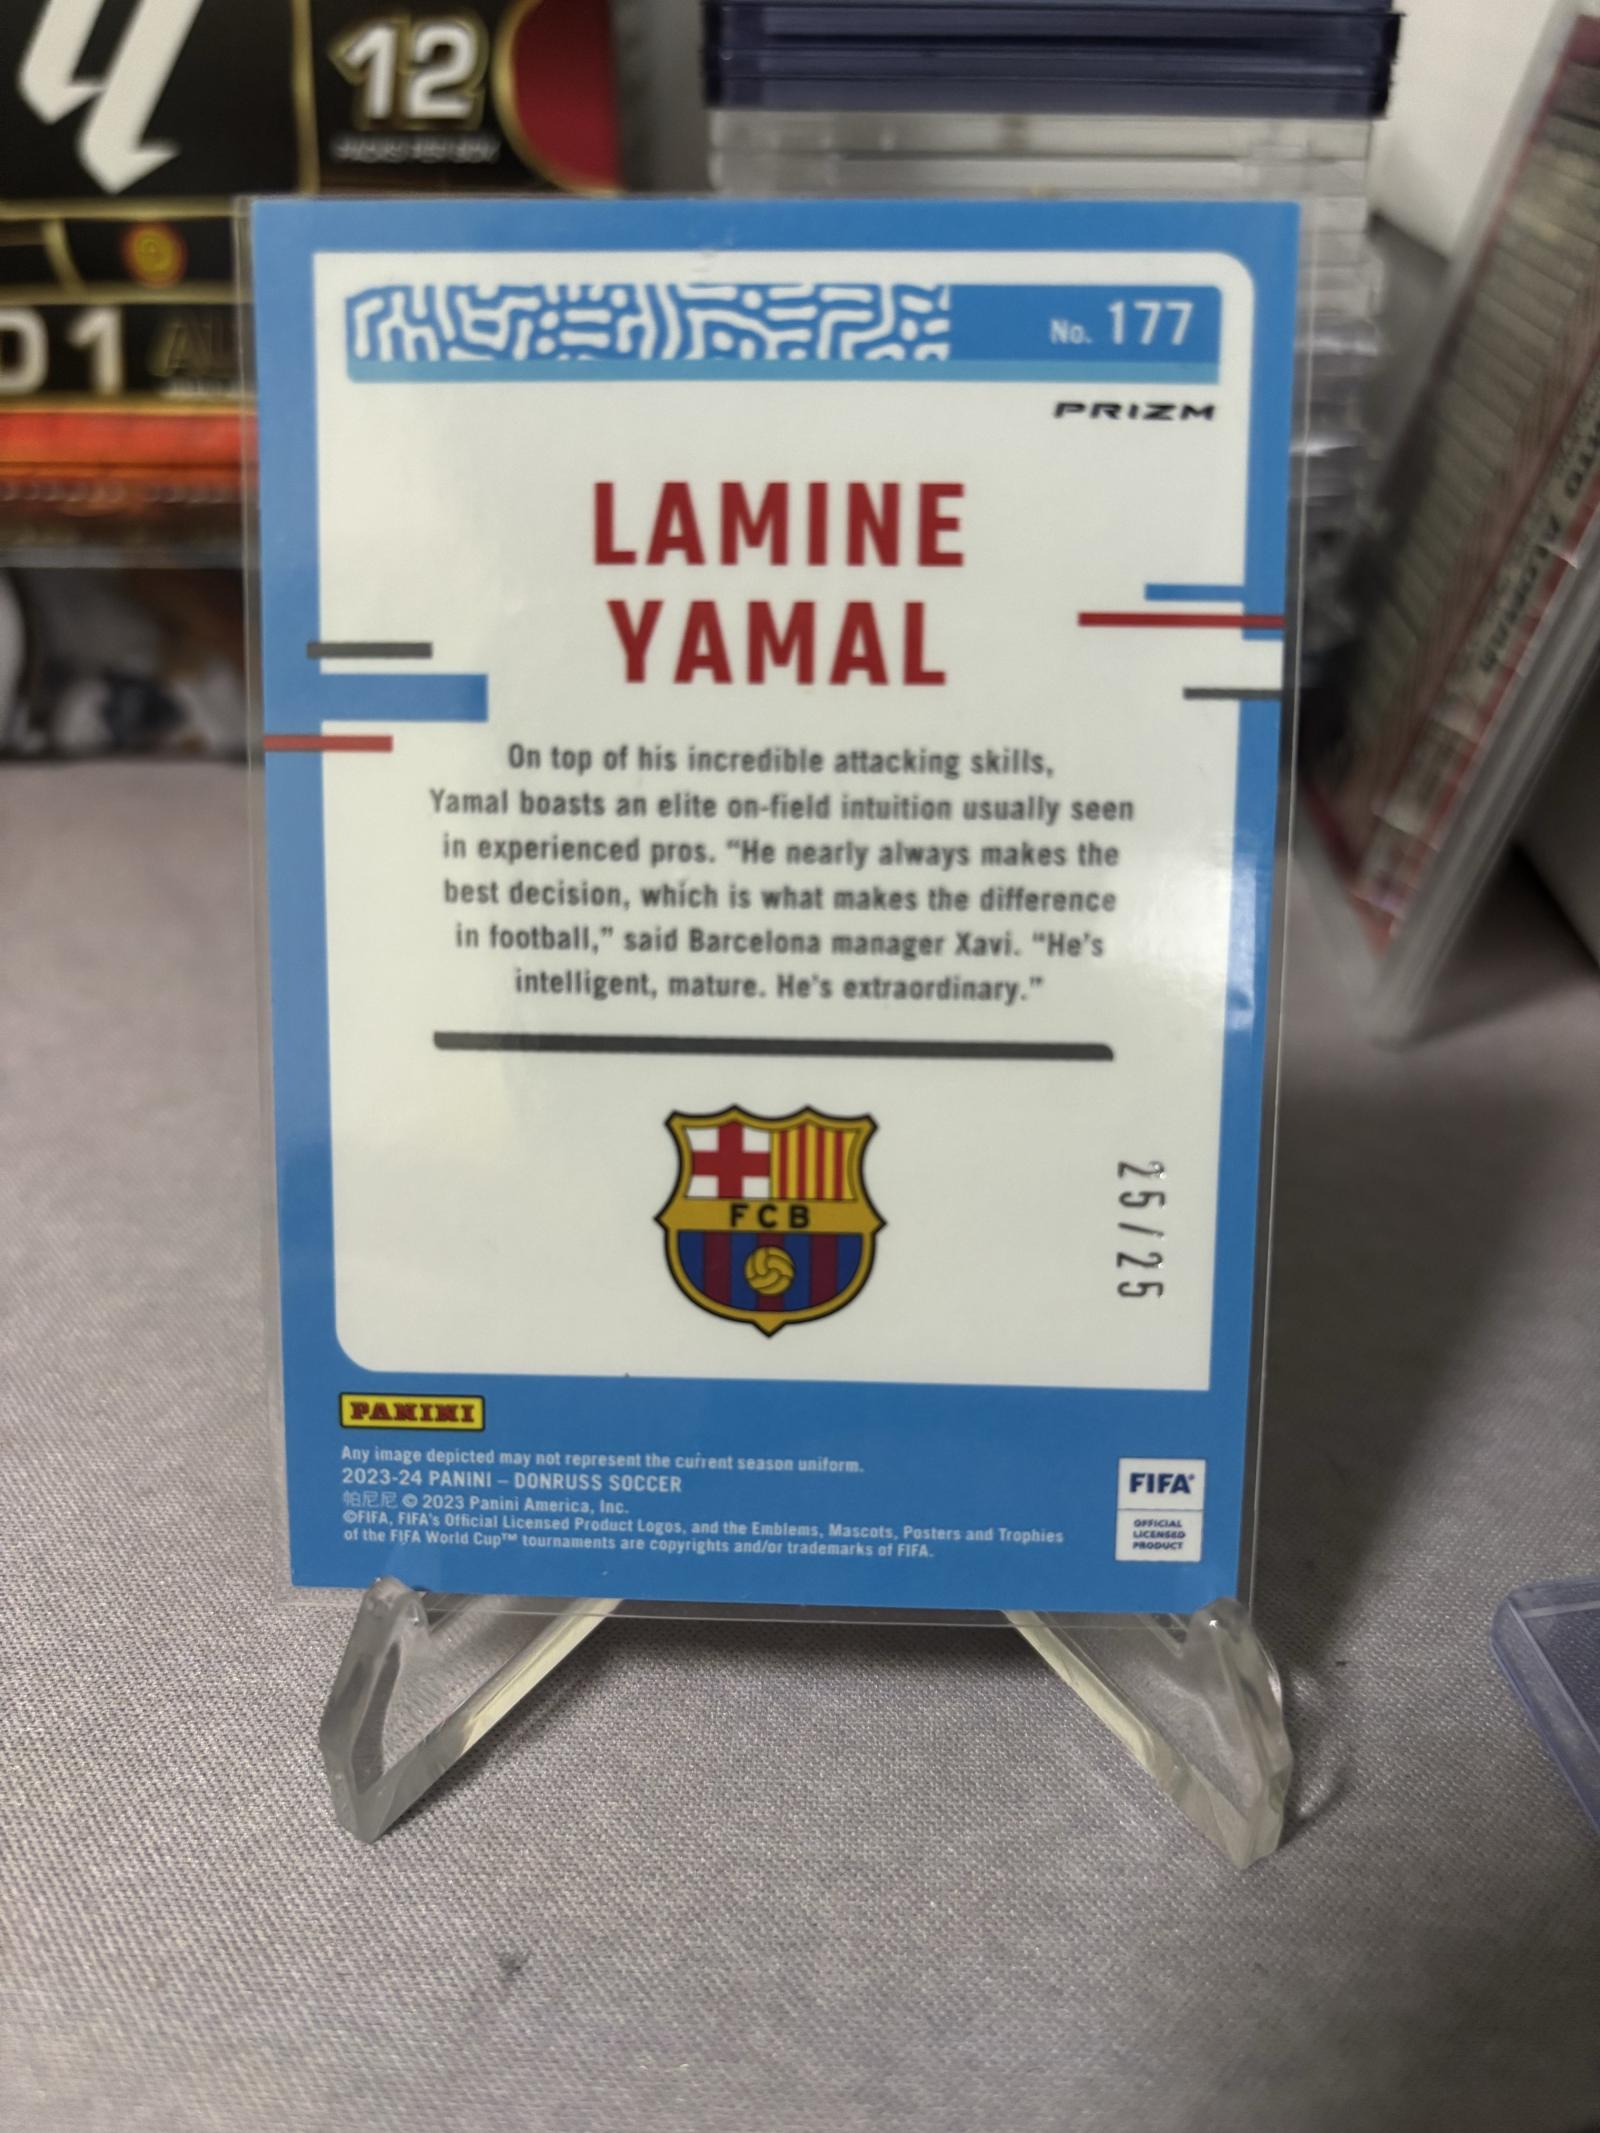 12
PACKS PER BOX
01
No. 177
PRIZM
LAMINE
YAMAL
On top of his incredible attacking skills,
Yamal boasts an elite on-field intuition usually seen
in experienced pros. “He nearly always makes the
best decision, which is what makes the difference
in football,” said Barcelona manager Xavi. “He’s
intelligent, mature. He’s extraordinary.”
FCB
25/25
PANINI
Any image depicted may not represent the current season uniform.
2023-24 PANINI – DONRUSS SOCCER
帕尼尼 © 2023 Panini America, Inc.
©FIFA, FIFA's Official Licensed Product Logos, and the Emblems, Mascots, Posters and Trophies
of the FIFA World Cup™ tournaments are copyrights and/or trademarks of FIFA.
FIFA
OFFICIAL
LICENSED
PRODUCT